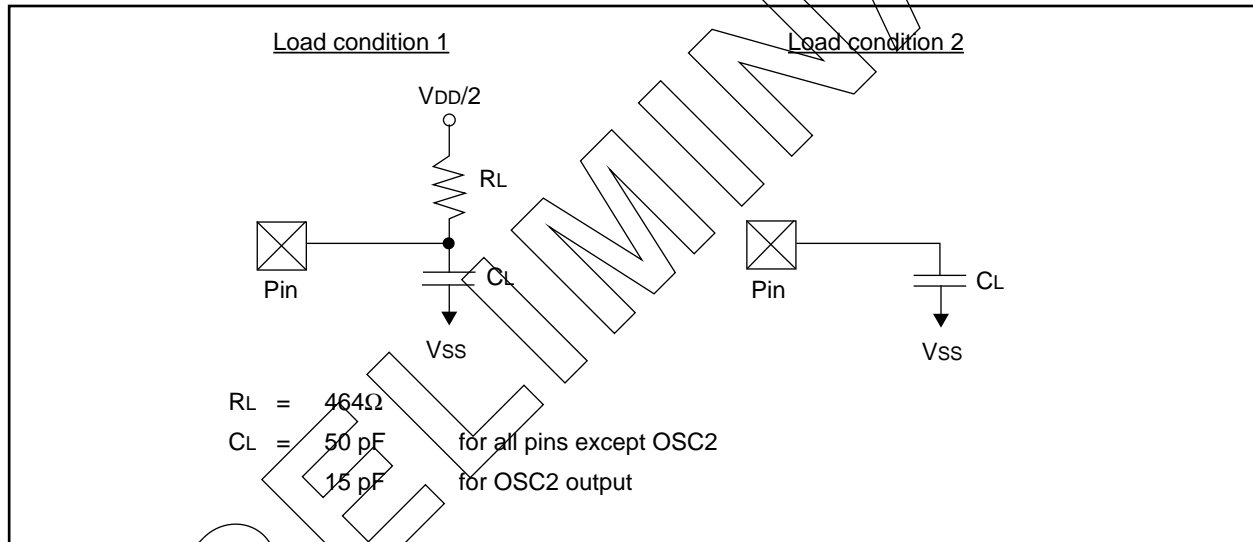 Load condition 1
Load condition 2
VDD/2
RL
CL
Pin
VSS
Pin
CL
VSS
RL = 464Ω
CL = 50 pF for all pins except OSC2
15 pF for OSC2 output